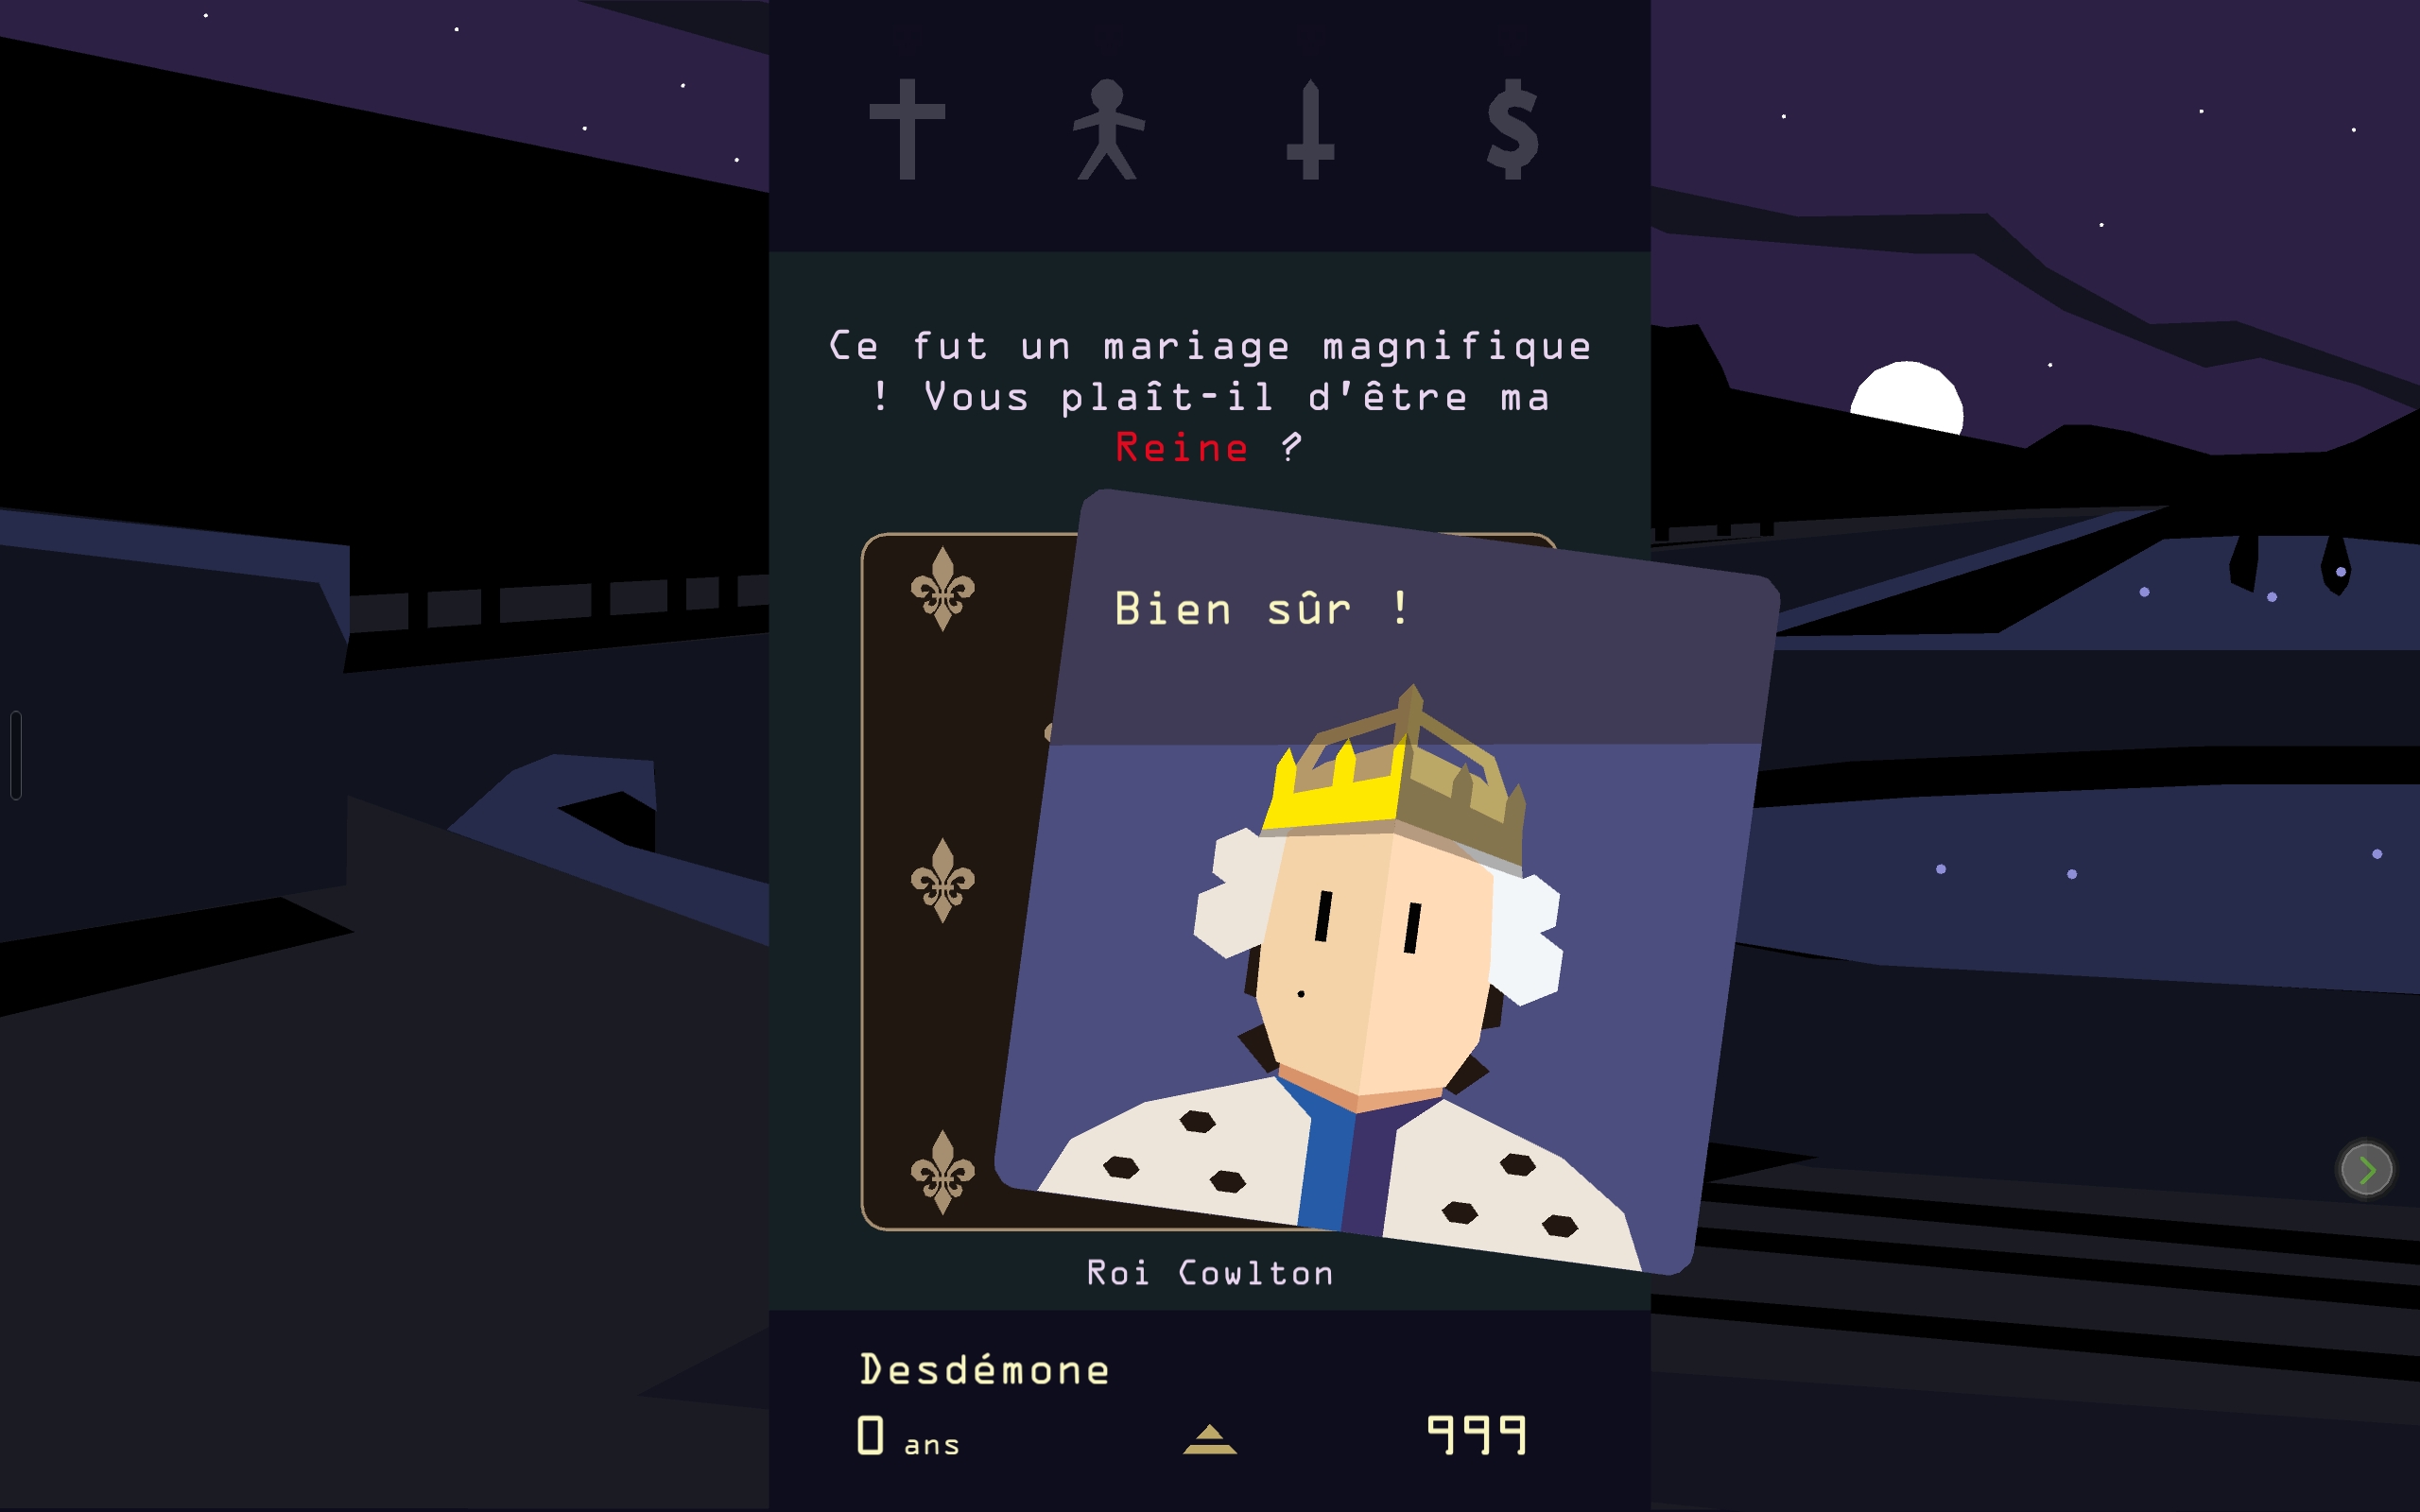 Ce fut un mariage magnifique
! Vous plaît-il d'être ma
Reine ?
Bien sûr !
Roi Cowlton
Desdémone
0 ans
999